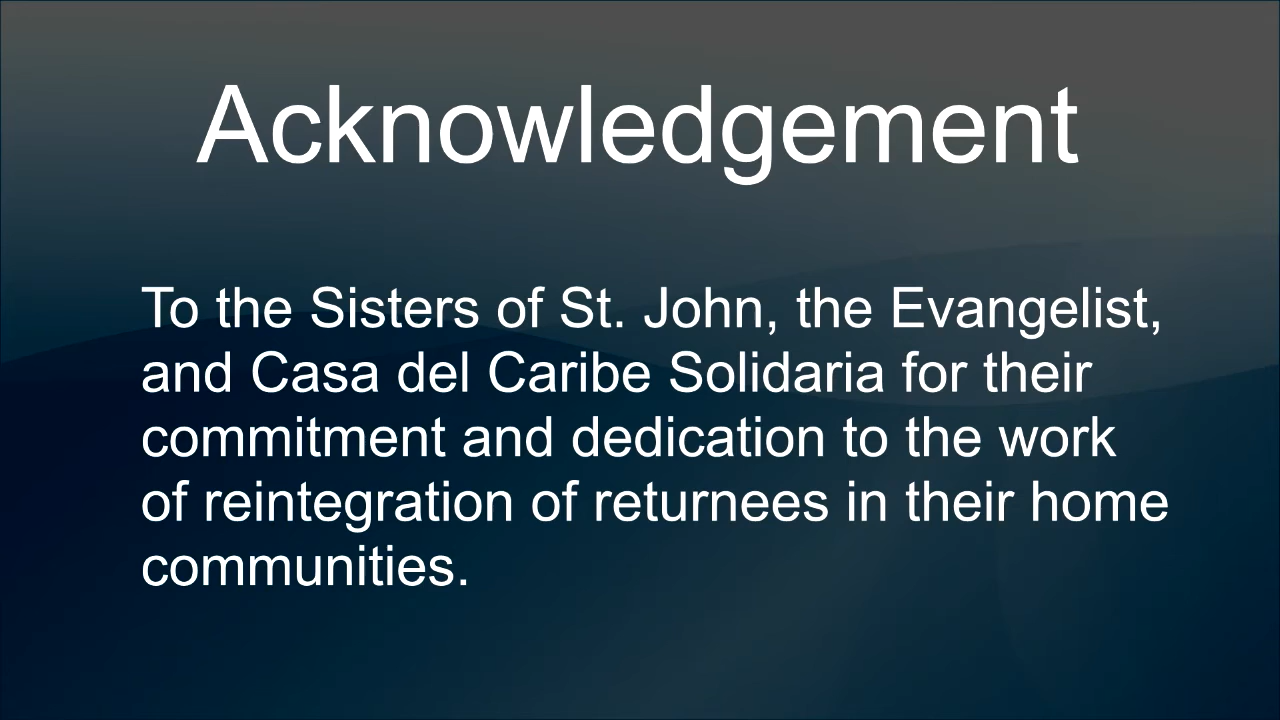 Acknowledgement
To the Sisters of St. John, the Evangelist,
and Casa del Caribe Solidaria for their
commitment and dedication to the work
of reintegration of returnees in their home
communities.